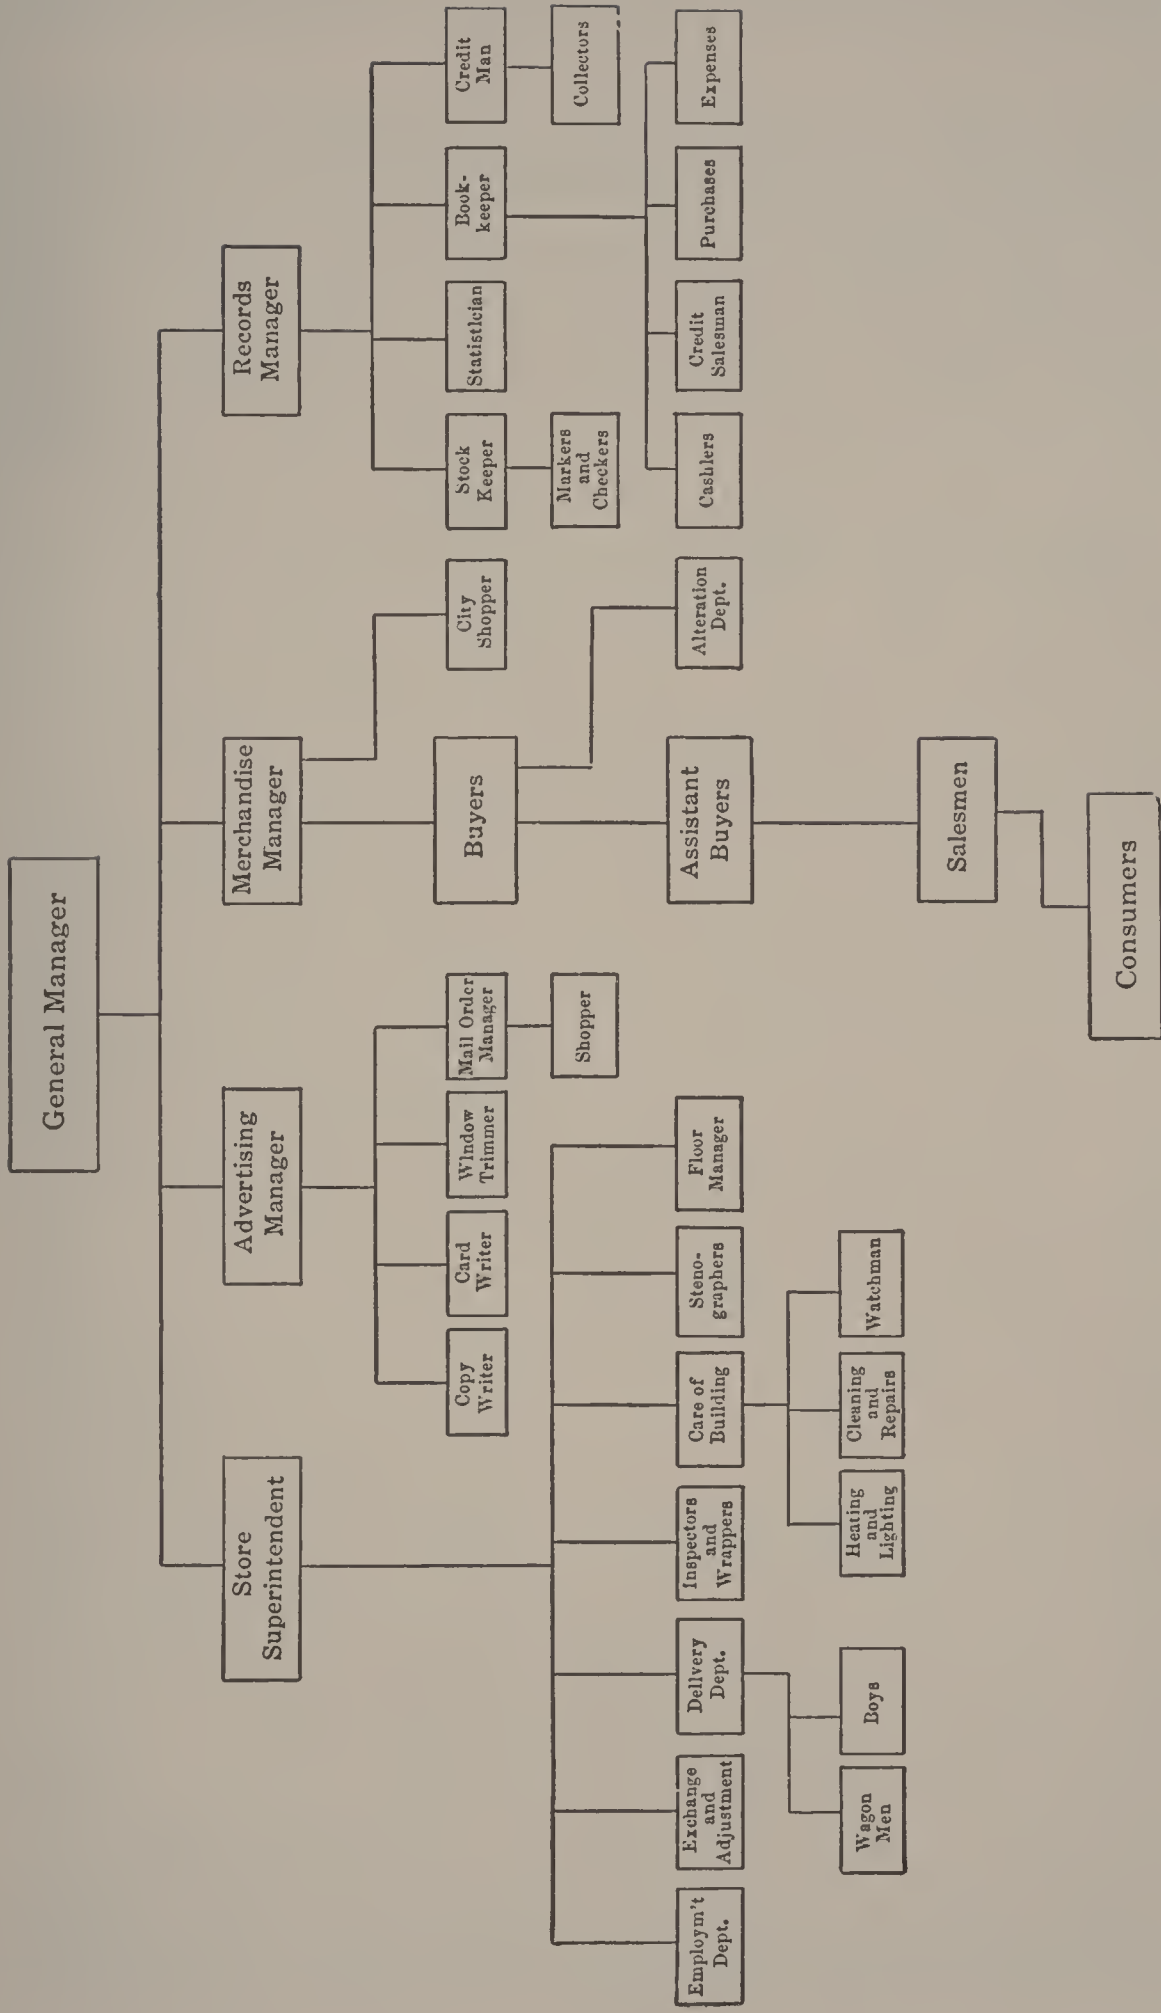 General Manager
Store
Superintendent
Advertising
Manager
Merchandise
Manager
Records
Manager
Copy
Writer
Card
Writer
Window
Trimmer
Mail Order
Manager
City
Shopper
Stock
Keeper
Statistician
Book-
keeper
Credit
Man
Buyers
Shopper
Markers
and
Checkers
Collectors
Employm't
Dept.
Exchange
and
Adjustment
Delivery
Dept.
Inspectors
and
Wrappers
Care of
Building
Steno-
graphers
Floor
Manager
Assistant
Buyers
Alteration
Dept.
Cashiers
Credit
Salesman
Purchases
Expenses
Wagon
Men
Boys
Heating
and
Lighting
Cleaning
and
Repairs
Watchman
Salesmen
Consumers